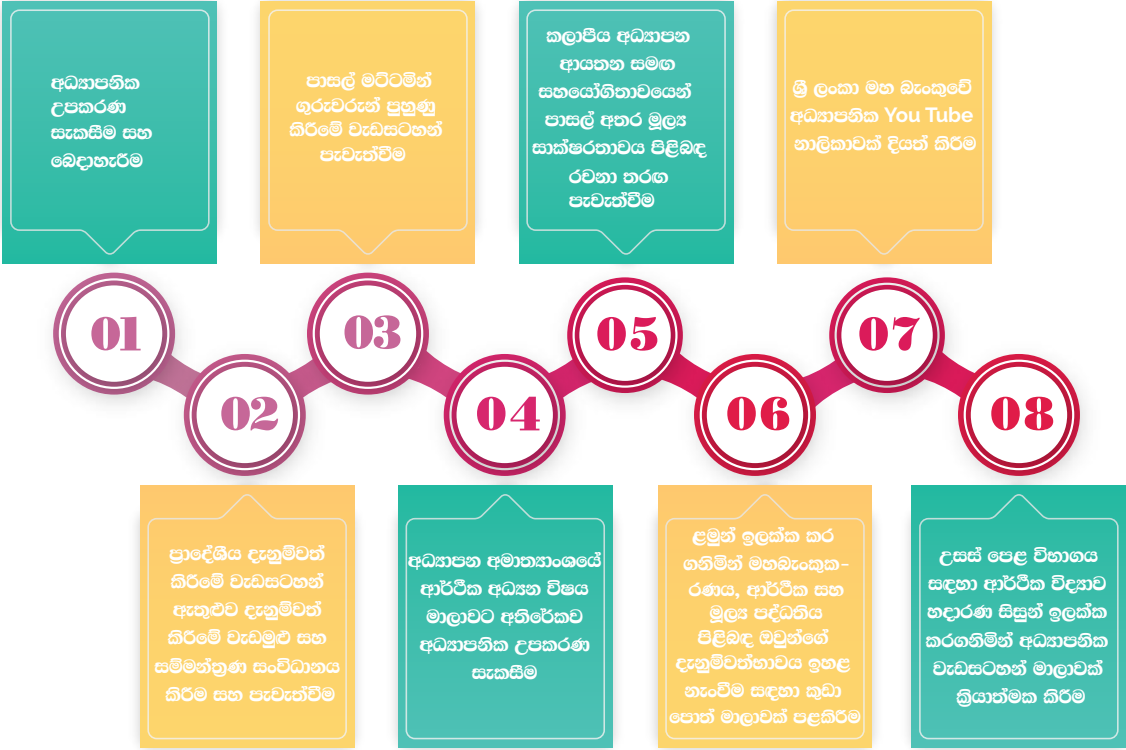 අධ්‍යාපනික
උපකරණ
සැකසීම සහ
බෙදාහැරීම
පාසල් මට්ටමින්
ගුරුවරුන් පුහුණු
කිරීමේ වැඩසටහන්
පැවැත්වීම
කලාපීය අධ්‍යාපන
ආයතන සමඟ
සහයෝගිතාවයෙන්
පාසල් අතර මූල්‍ය
සාක්ෂරතාවය පිළිබඳ
රචනා තරඟ
පැවැත්වීම
ශ්‍රී ලංකා මහ බැංකුවේ
අධ්‍යාපනික You Tube
නාලිකාවක් දියත් කිරීම
01
02
03
04
05
06
07
08
ප්‍රාදේශීය දැනුම්වත්
කිරීමේ වැඩසටහන්
ඇතුළුව දැනුම්වත්
කිරීමේ වැඩමුළු සහ
සම්මන්ත්‍රණ සංවිධානය
කිරීම සහ පැවැත්වීම
අධ්‍යාපන අමාත්‍යාංශයේ
ආර්ථික අධ්‍යන විෂය
මාලාවට අතිරේකව
අධ්‍යාපනික උපකරණ
සැකසීම
ළමුන් ඉලක්ක කර
ගනිමින් මහබැංකුක-
රණය, ආර්ථික සහ
මූල්‍ය පද්ධතිය
පිළිබඳ ඔවුන්ගේ
දැනුම්වත්භාවය ඉහළ
නැංවීම සඳහා කුඩා
පොත් මාලාවක් පළකිරීම
උසස් පෙළ විභාගය
සඳහා ආර්ථික විද්‍යාව
හදාරණ සිසුන් ඉලක්ක
කරගනිමින් අධ්‍යාපනික
වැඩසටහන් මාලාවක්
ක්‍රියාත්මක කිරීම